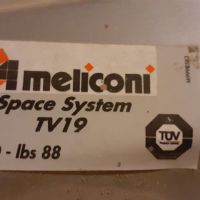 meliconi
Space System
TV19
- lbs 88
TÜV